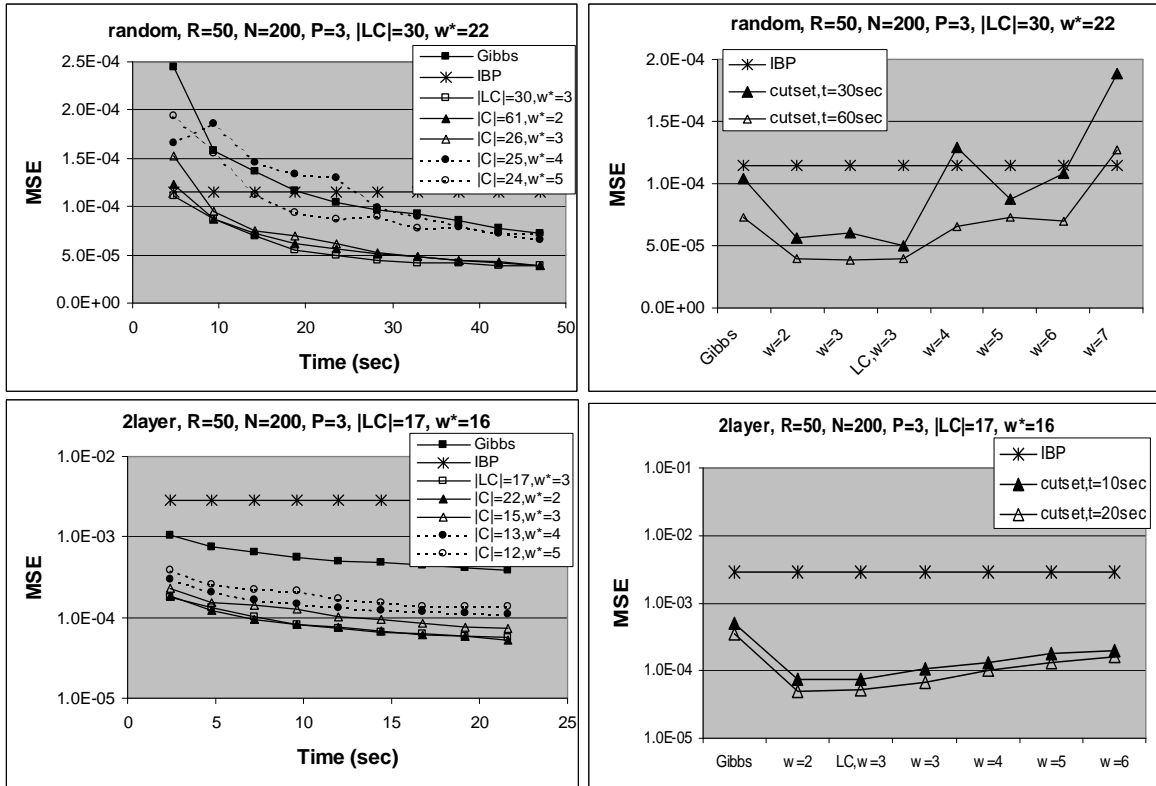 random, R=50, N=200, P=3, |LC|=30, w*=22
2.5E-04
2.0E-04
1.5E-04
1.0E-04
5.0E-05
0.0E+00
MSE
0 10 20 30 40 50
Time (sec)
Gibbs
IBP
|LC|=30,w*=3
|C|=61,w*=2
|C|=26,w*=3
|C|=25,w*=4
|C|=24,w*=5
random, R=50, N=200, P=3, |LC|=30, w*=22
2.0E-04
1.5E-04
1.0E-04
5.0E-05
0.0E+00
MSE
IBP
cutset,t=30sec
cutset,t=60sec
Gibbs
w=2
w=3
LC,w=3
w=4
w=5
w=6
w=7
2layer, R=50, N=200, P=3, |LC|=17, w*=16
1.0E-02
1.0E-03
1.0E-04
1.0E-05
MSE
0 5 10 15 20 25
Time (sec)
Gibbs
IBP
|LC|=17,w*=3
|C|=22,w*=2
|C|=15,w*=3
|C|=13,w*=4
|C|=12,w*=5
2layer, R=50, N=200, P=3, |LC|=17, w*=16
1.0E-01
1.0E-02
1.0E-03
1.0E-04
1.0E-05
MSE
IBP
cutset,t=10sec
cutset,t=20sec
Gibbs w=2 LC,w=3 w=3 w=4 w=5 w=6